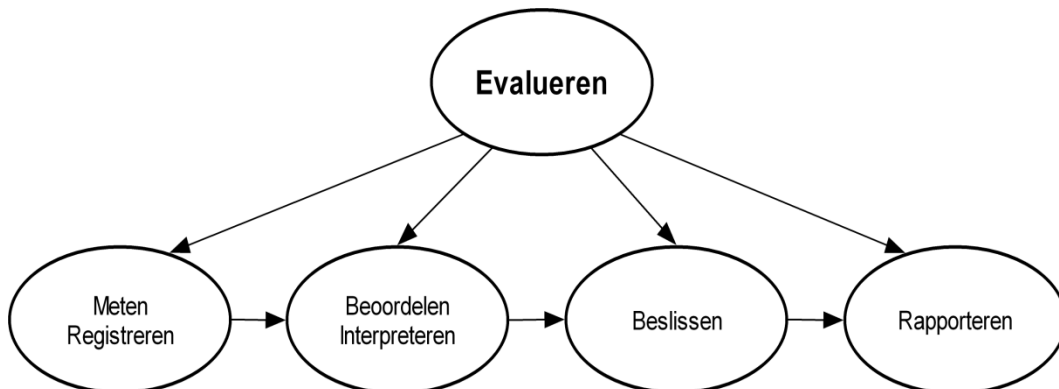 Evalueren
Meten
Registreren
Beoordelen
Interpreteren
Beslissen
Rapporteren